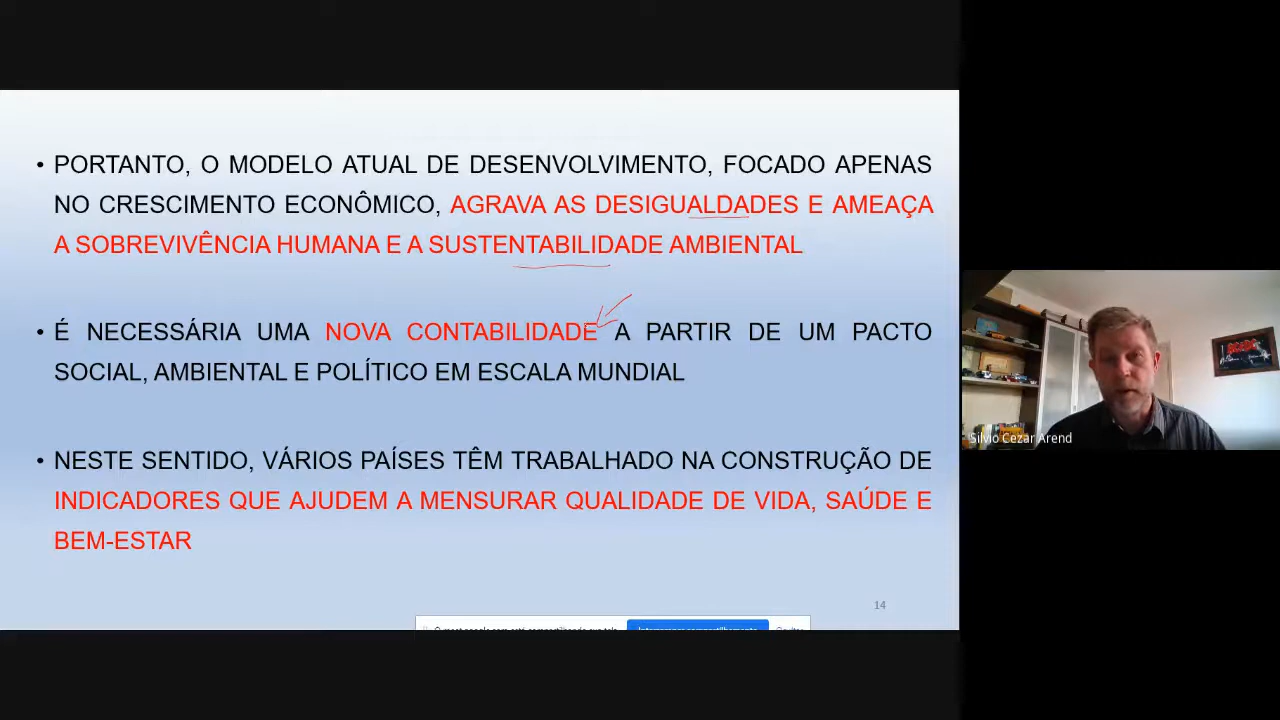 • PORTANTO, O MODELO ATUAL DE DESENVOLVIMENTO, FOCADO APENAS
NO CRESCIMENTO ECONÔMICO, AGRAVA AS DESIGUALDADES E AMEAÇA
A SOBREVIVÊNCIA HUMANA E A SUSTENTABILIDADE AMBIENTAL
• É NECESSÁRIA UMA NOVA CONTABILIDADE A PARTIR DE UM PACTO
SOCIAL, AMBIENTAL E POLÍTICO EM ESCALA MUNDIAL
• NESTE SENTIDO, VÁRIOS PAÍSES TÊM TRABALHADO NA CONSTRUÇÃO DE
INDICADORES QUE AJUDEM A MENSURAR QUALIDADE DE VIDA, SAÚDE E
BEM-ESTAR
14
Silvio Cezar Arend